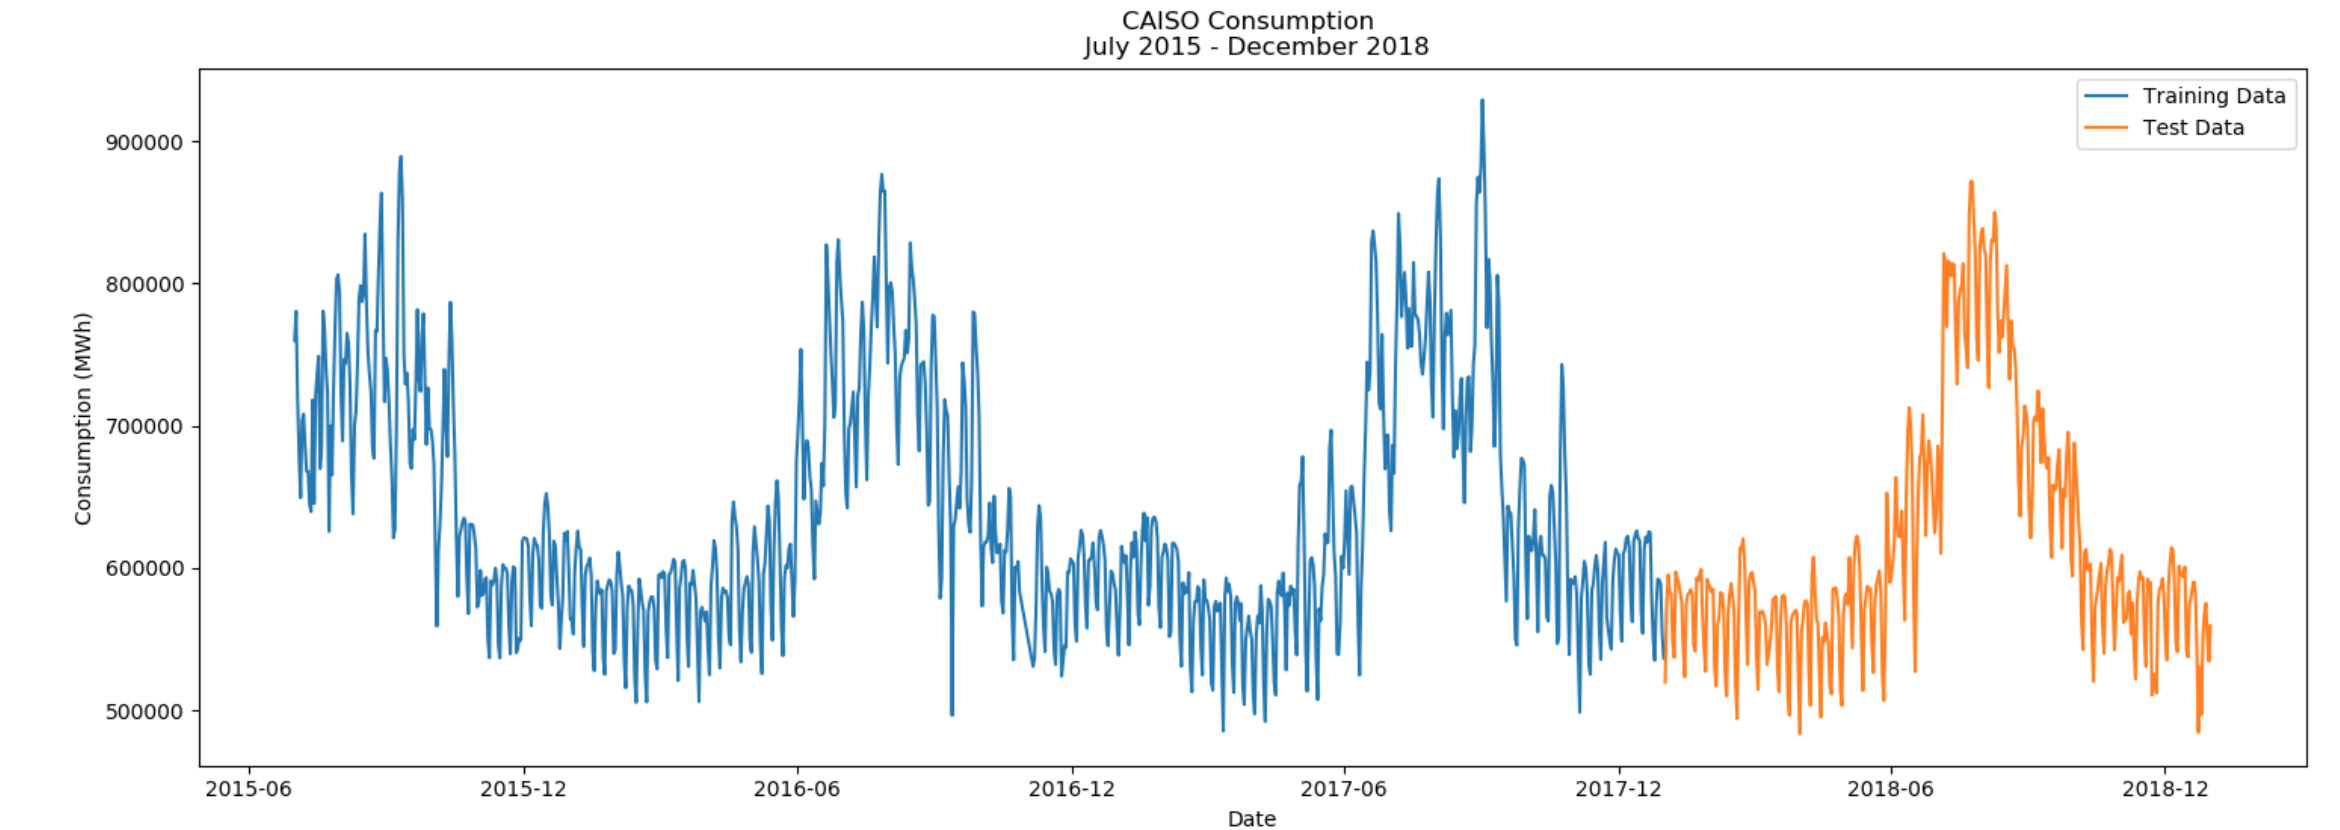 CAISO Consumption
July 2015 - December 2018
Training Data
Test Data
Consumption (MWh)
900000
800000
700000
600000
500000
2015-06 2015-12 2016-06 2016-12 2017-06 2017-12 2018-06 2018-12
Date